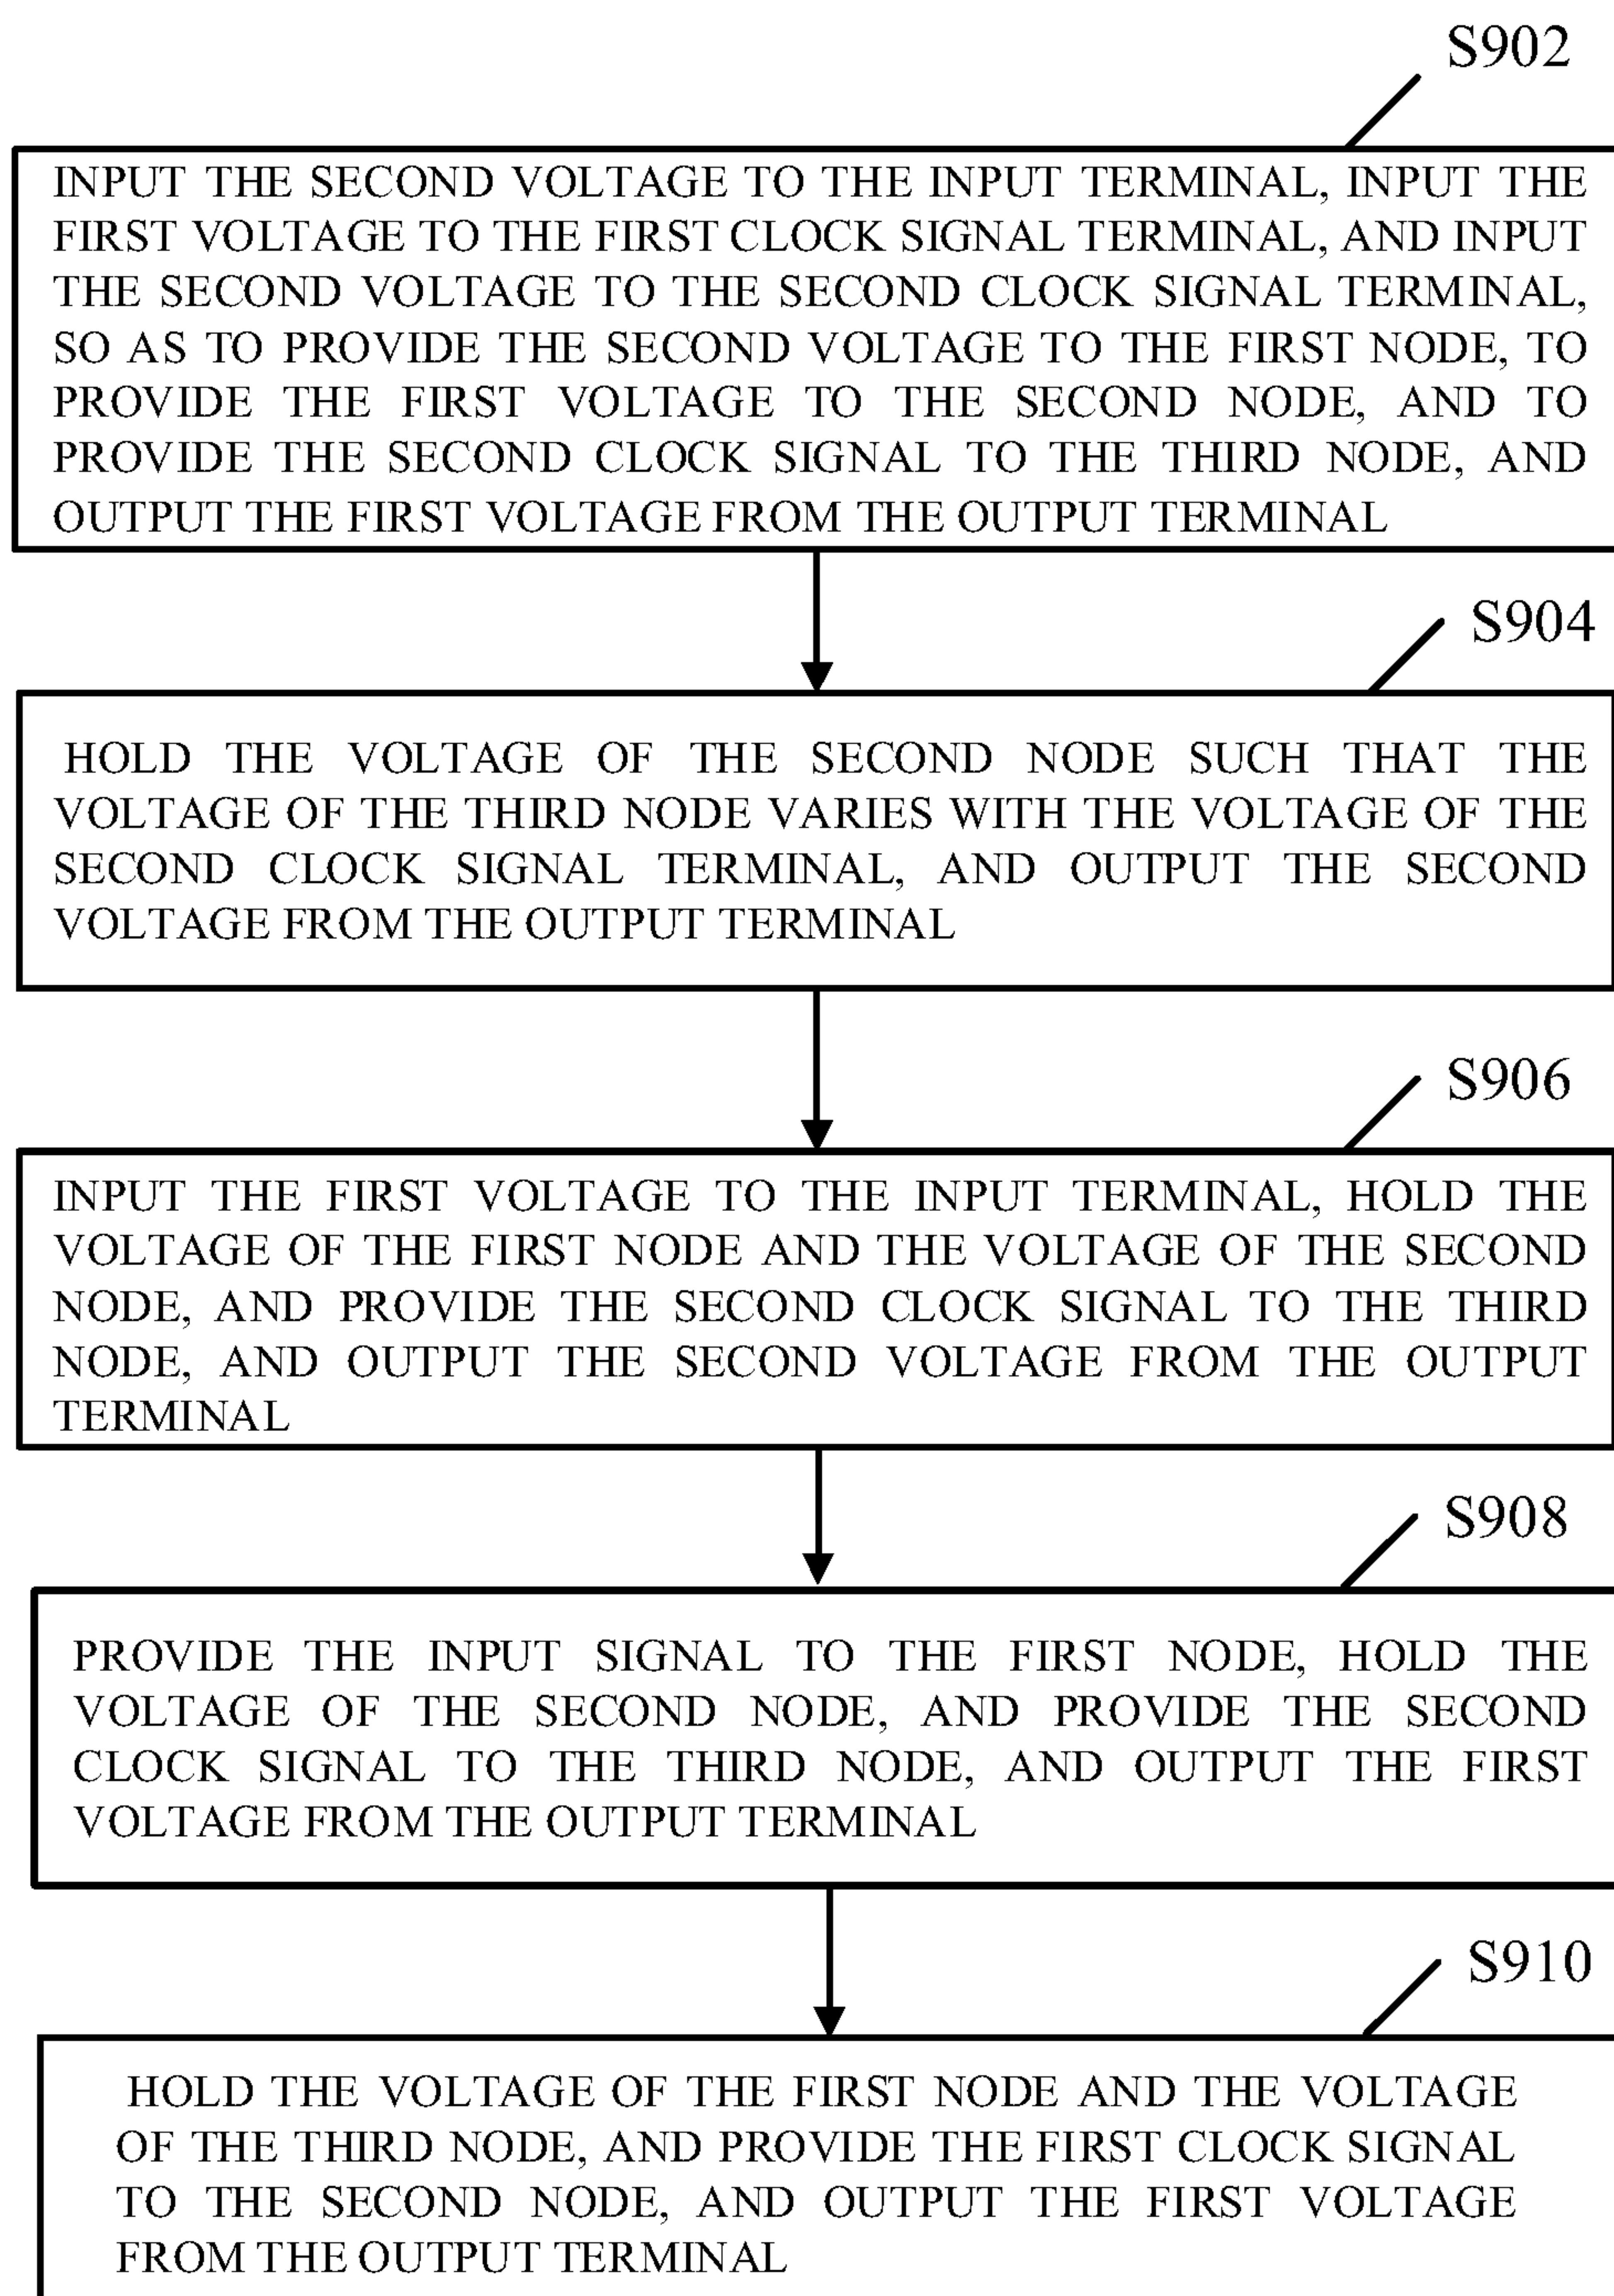 S902
INPUT THE SECOND VOLTAGE TO THE INPUT TERMINAL, INPUT THE
FIRST VOLTAGE TO THE FIRST CLOCK SIGNAL TERMINAL, AND INPUT
THE SECOND VOLTAGE TO THE SECOND CLOCK SIGNAL TERMINAL,
SO AS TO PROVIDE THE SECOND VOLTAGE TO THE FIRST NODE, TO
PROVIDE THE FIRST VOLTAGE TO THE SECOND NODE, AND TO
PROVIDE THE SECOND CLOCK SIGNAL TO THE THIRD NODE, AND
OUTPUT THE FIRST VOLTAGE FROM THE OUTPUT TERMINAL
S904
HOLD THE VOLTAGE OF THE SECOND NODE SUCH THAT THE
VOLTAGE OF THE THIRD NODE VARIES WITH THE VOLTAGE OF THE
SECOND CLOCK SIGNAL TERMINAL, AND OUTPUT THE SECOND
VOLTAGE FROM THE OUTPUT TERMINAL
S906
INPUT THE FIRST VOLTAGE TO THE INPUT TERMINAL, HOLD THE
VOLTAGE OF THE FIRST NODE AND THE VOLTAGE OF THE SECOND
NODE, AND PROVIDE THE SECOND CLOCK SIGNAL TO THE THIRD
NODE, AND OUTPUT THE SECOND VOLTAGE FROM THE OUTPUT
TERMINAL
S908
PROVIDE THE INPUT SIGNAL TO THE FIRST NODE, HOLD THE
VOLTAGE OF THE SECOND NODE, AND PROVIDE THE SECOND
CLOCK SIGNAL TO THE THIRD NODE, AND OUTPUT THE FIRST
VOLTAGE FROM THE OUTPUT TERMINAL
S910
HOLD THE VOLTAGE OF THE FIRST NODE AND THE VOLTAGE
OF THE THIRD NODE, AND PROVIDE THE FIRST CLOCK SIGNAL
TO THE SECOND NODE, AND OUTPUT THE FIRST VOLTAGE
FROM THE OUTPUT TERMINAL